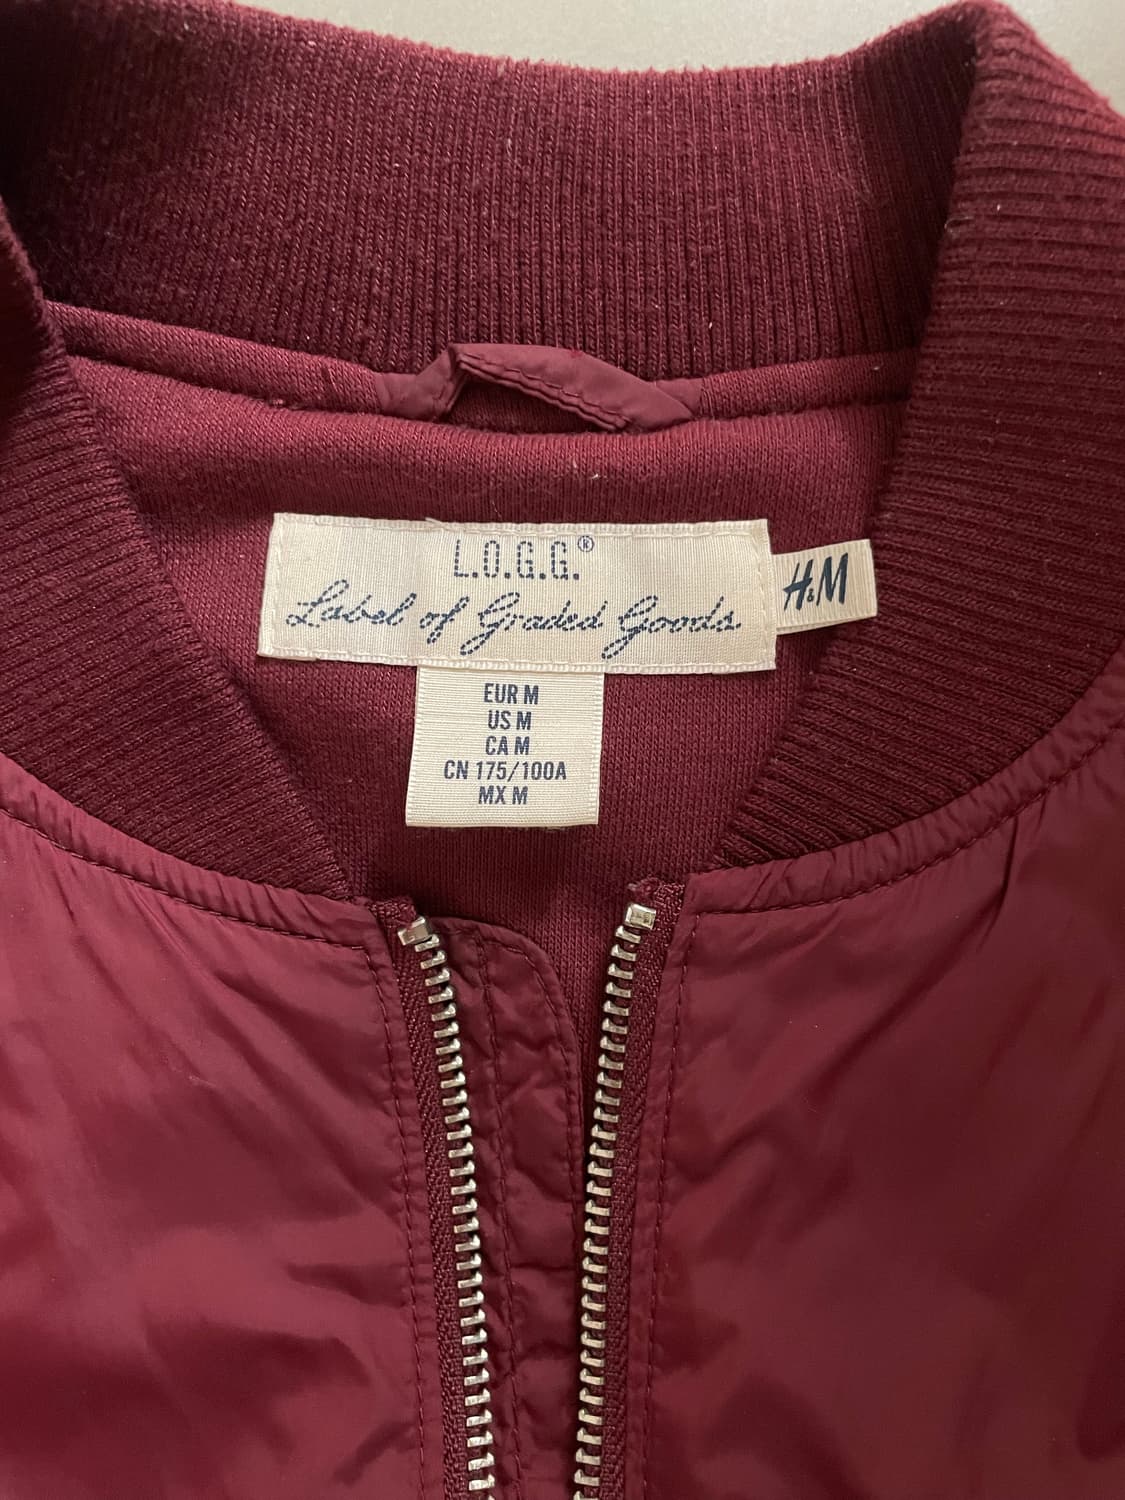 L.O.G.G.®
Label of Graded Goods
H&M
EUR M
US M
CA M
CN 175/100A
MX M